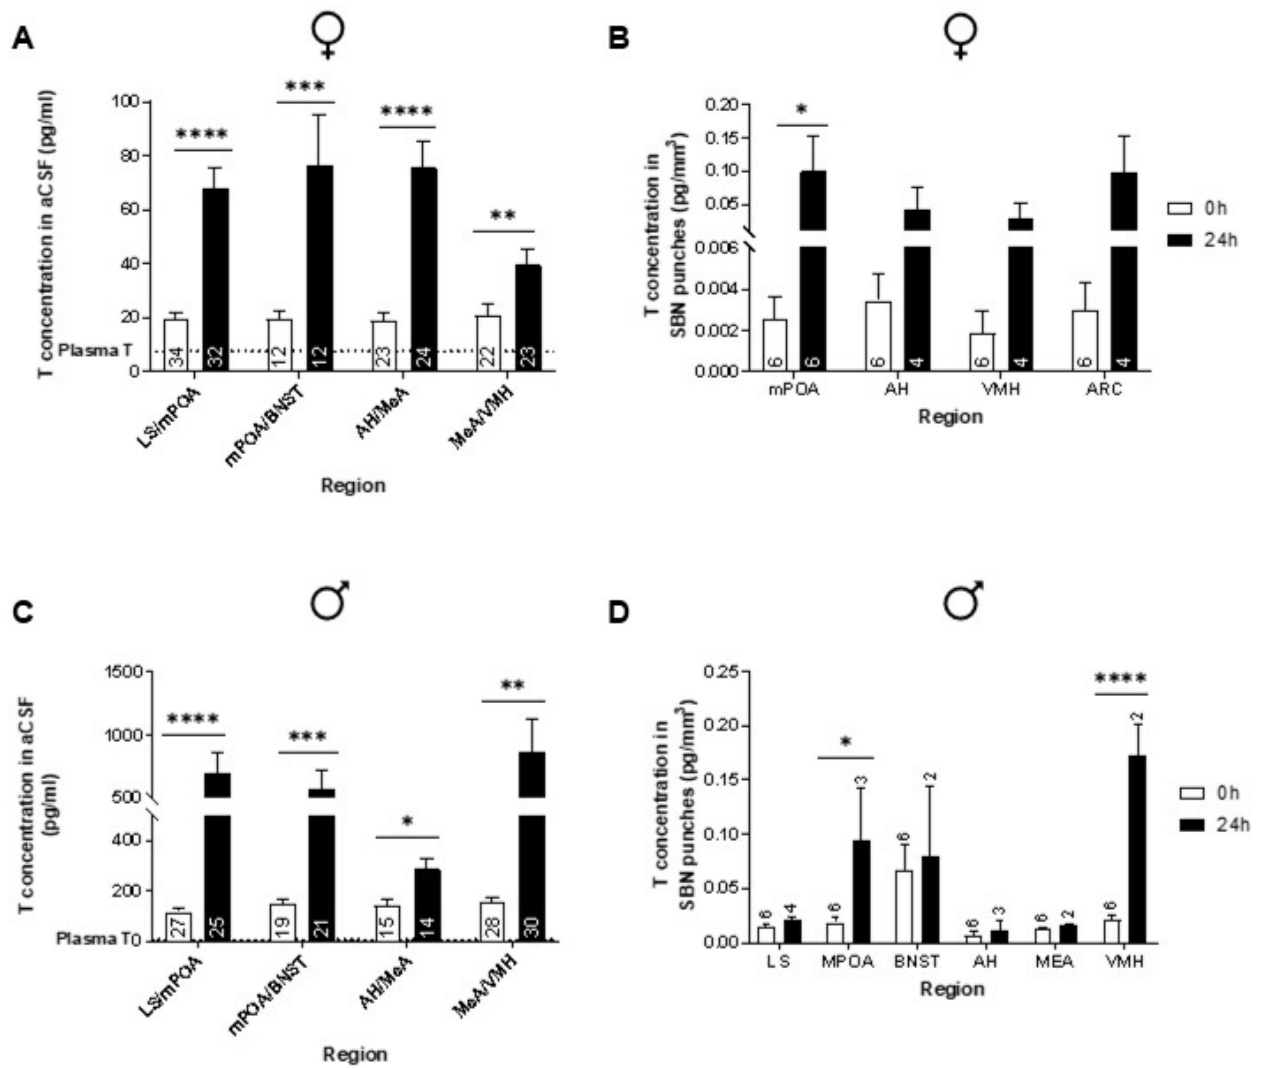 A
T concentration in aCSF (pg/ml)
100
80
60
40
20
0
Plasma T
****
***
****
**
34
32
12
12
23
24
22
23
LS/mPOA
mPOA/BNST
AH/MeA
MeA/VMH
Region
B
T concentration in
SBN punches (pg/mm³)
0.20
0.15
0.10
0.05
0.006
0.004
0.002
0.000
*
6
6
6
4
6
4
6
4
mPOA
AH
VMH
ARC
Region
0h
24h
C
T concentration in aCSF
(pg/ml)
1500
1000
500
400
200
0
Plasma T
****
***
*
**
27
25
19
21
15
14
28
30
LS/mPOA
mPOA/BNST
AH/MeA
MeA/VMH
Region
D
T concentration in
SBN punches (pg/mm³)
0.25
0.20
0.15
0.10
0.05
0.00
*
****
6
4
6
3
6
2
6
3
6
2
6
2
LS
MPOA
BNST
AH
MEA
VMH
Region
0h
24h